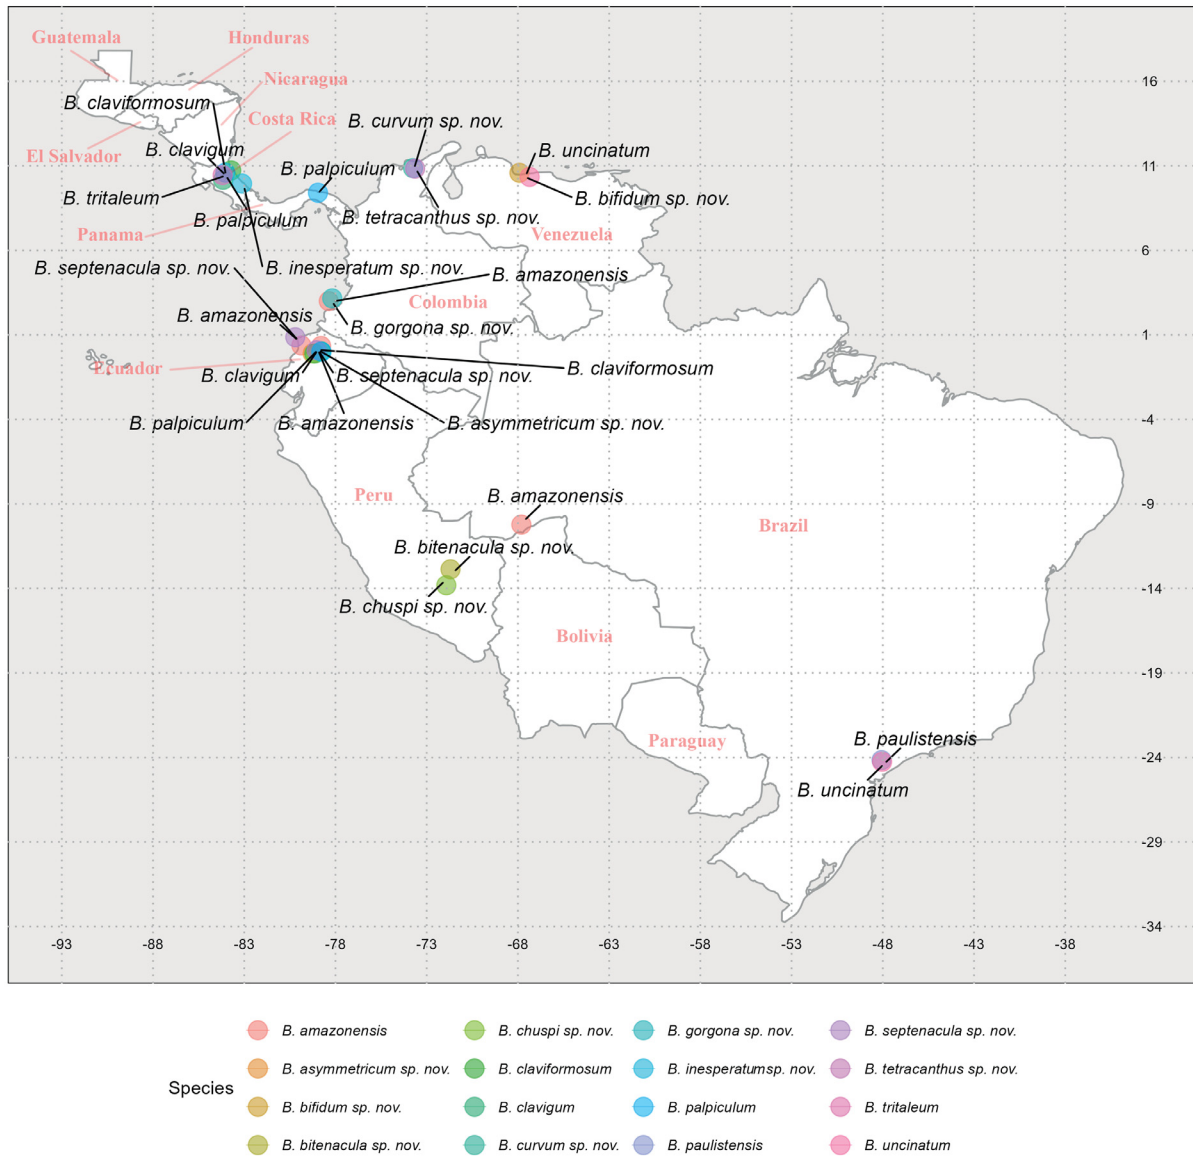 Guatemala
Honduras
Nicaragua
16
B. claviformosum
Costa Rica
B. curvum sp. nov.
El Salvador
B. clavigum
B. uncinatum
11
B. palpiculum
B. tritaleum
B. bifidum sp. nov.
B. palpiculum
B. tetracanthus sp. nov.
Panama
Venezuela
6
B. septenacula sp. nov.
B. inesperatum sp. nov.
B. amazonensis
Colombia
B. amazonensis
B. gorgona sp. nov.
1
Ecuador
B. clavigum
B. septenacula sp. nov.
B. claviformosum
B. palpiculum
B. amazonensis
B. asymmetricum sp. nov.
-4
Peru
B. amazonensis
-9
Brazil
B. bitenacula sp. nov.
-14
B. chuspi sp. nov.
Bolivia
-19
Paraguay
B. paulistensis
-24
B. uncinatum
-29
-34
-93 -88 -83 -78 -73 -68 -63 -58 -53 -48 -43 -38
Species
B. amazonensis
B. asymmetricum sp. nov.
B. bifidum sp. nov.
B. bitenacula sp. nov.
B. chuspi sp. nov.
B. claviformosum
B. clavigum
B. curvum sp. nov.
B. gorgona sp. nov.
B. inesperatumsp. nov.
B. palpiculum
B. paulistensis
B. septenacula sp. nov.
B. tetracanthus sp. nov.
B. tritaleum
B. uncinatum